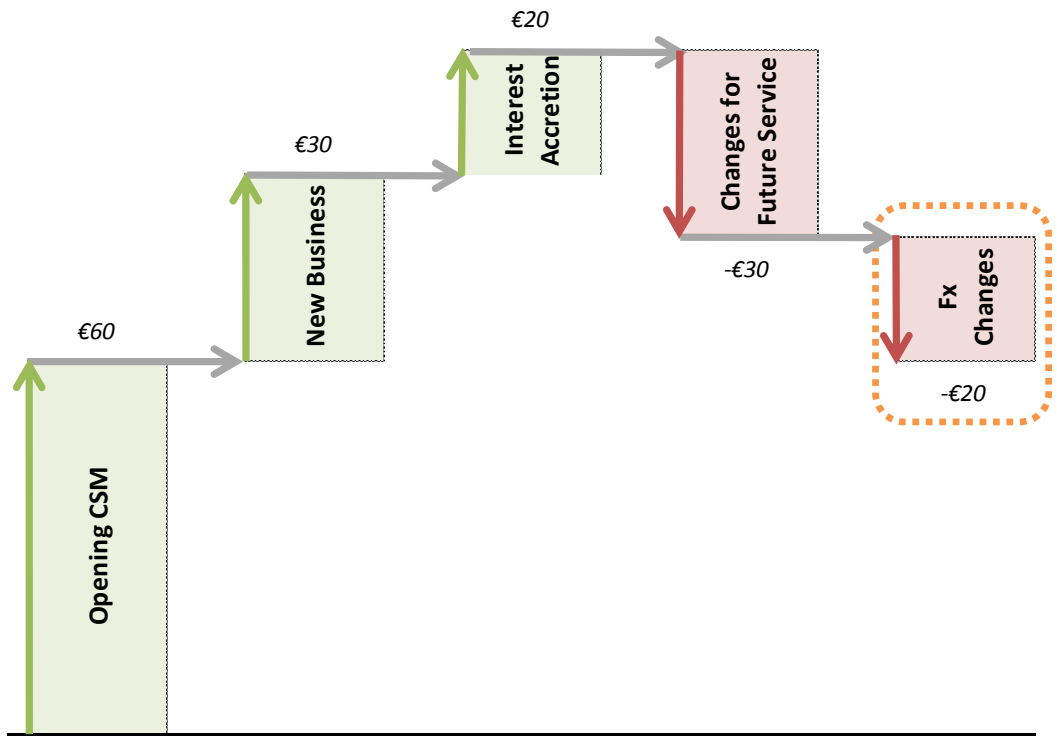 €20
€30
€60
Interest
Accretion
Changes for
Future Service
New Business
-€30
Fx
Changes
-€20
Opening CSM